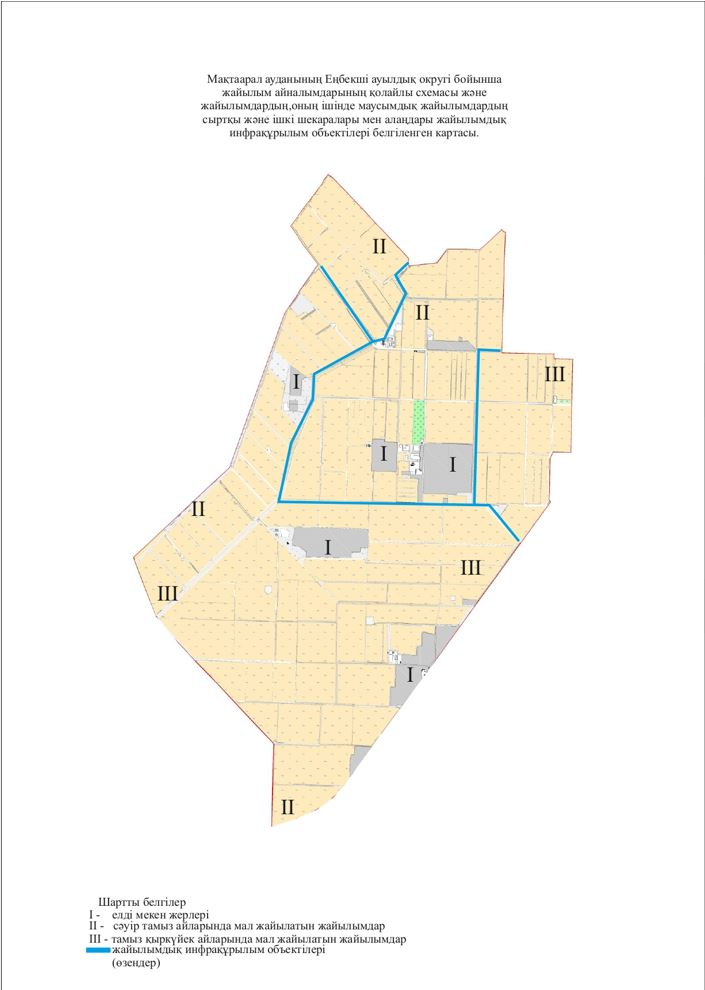 Мақтаарал ауданының Еңбекші ауылдық округі бойынша
жайылым айналымдарының қолайлы схемасы және
жайылымдардың,оның ішінде маусымдық жайылымдардың
сыртқы және ішкі шекаралары мен алаңдары жайылымдық
инфрақұрылым объектілері белгіленген картасы.
II
II
III
I
I
I
II
I
III
III
I
II
Шартты белгілер
I - елді мекен жерлері
II - сәуір тамыз айларында мал жайылатын жайылымдар
III - тамыз қыркүйек айларында мал жайылатын жайылымдар
жайылымдық инфрақұрылым объектілері
(өзендер)